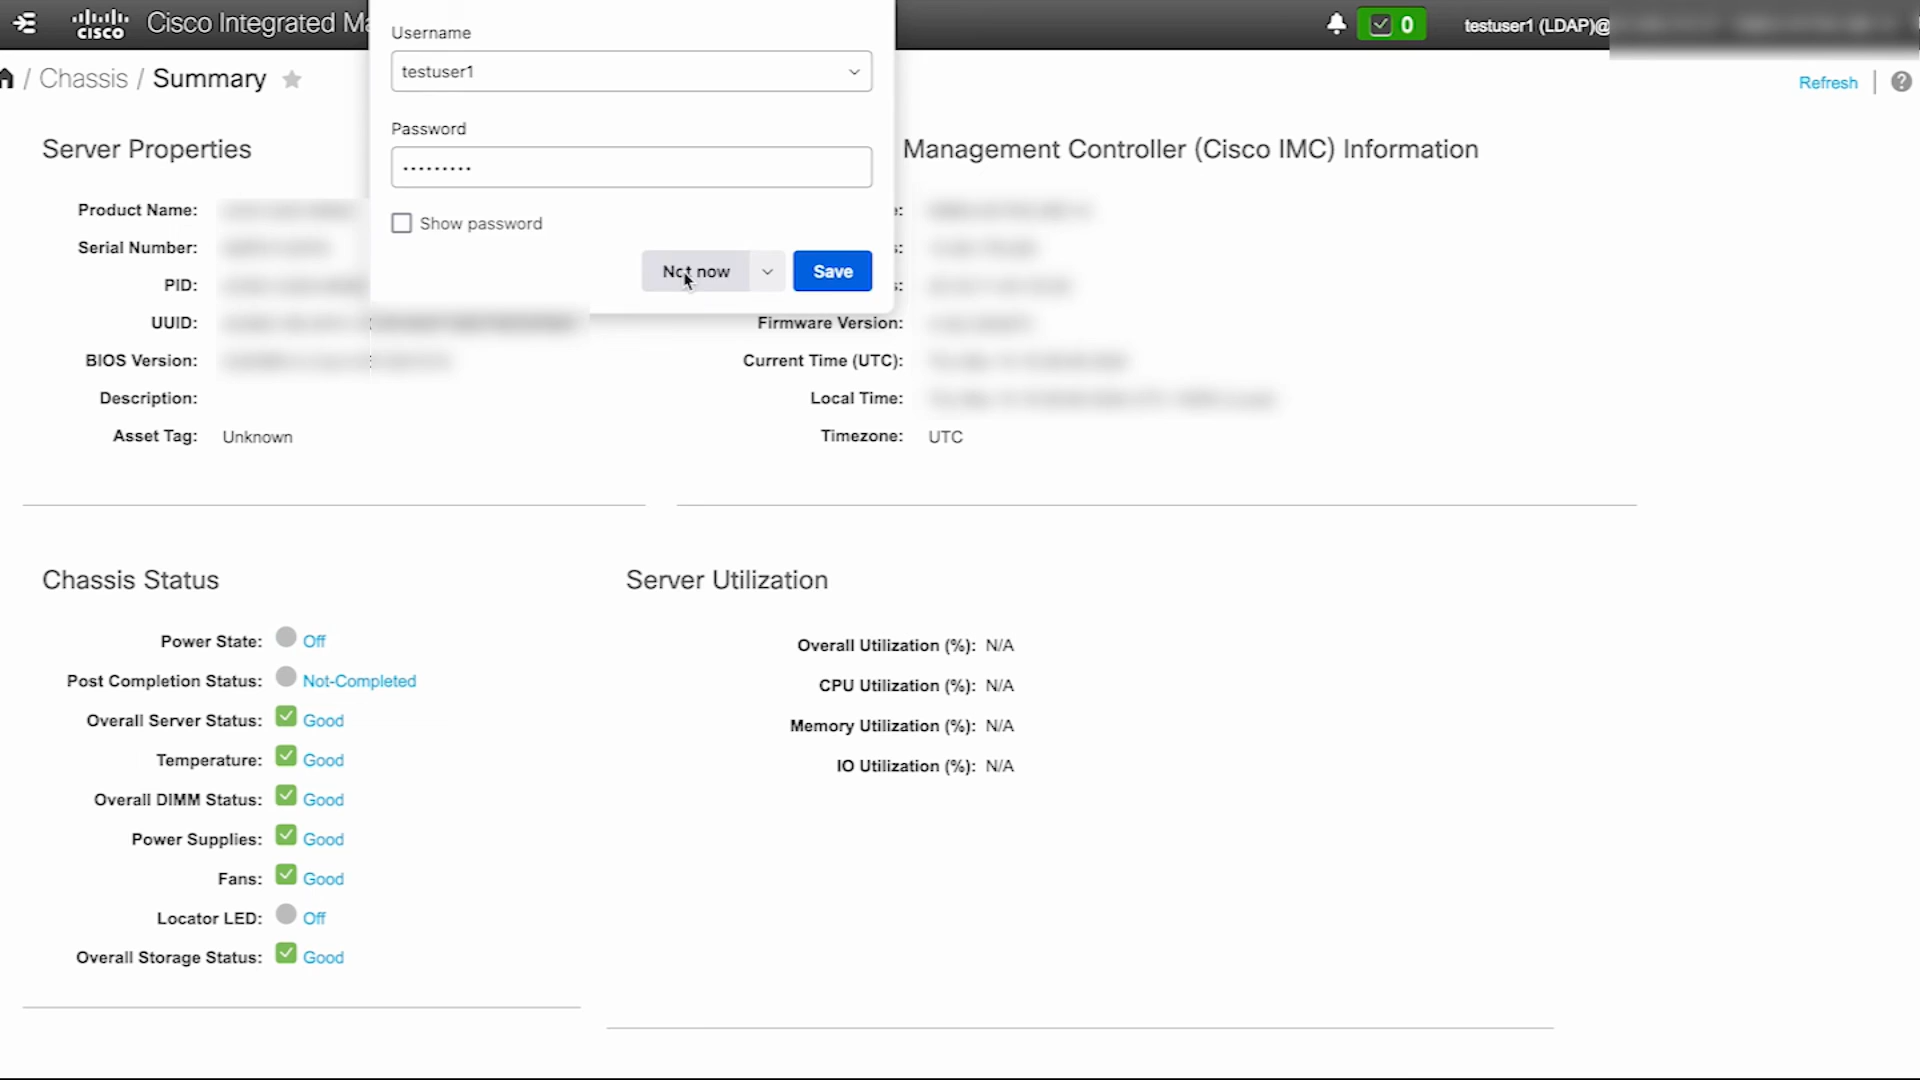 cisco Cisco Integrated Ma
0
testuser1 (LDAP)@
/ Chassis / Summary
Refresh
Username
testuser1
Password
•••••••••
Show password
Not now
Save
Server Properties
Product Name:
Serial Number:
PID:
UUID:
BIOS Version:
Description:
Asset Tag: Unknown
Management Controller (Cisco IMC) Information
Firmware Version:
Current Time (UTC):
Local Time:
Timezone: UTC
Chassis Status
Power State: Off
Post Completion Status: Not-Completed
Overall Server Status: Good
Temperature: Good
Overall DIMM Status: Good
Power Supplies: Good
Fans: Good
Locator LED: Off
Overall Storage Status: Good
Server Utilization
Overall Utilization (%): N/A
CPU Utilization (%): N/A
Memory Utilization (%): N/A
IO Utilization (%): N/A